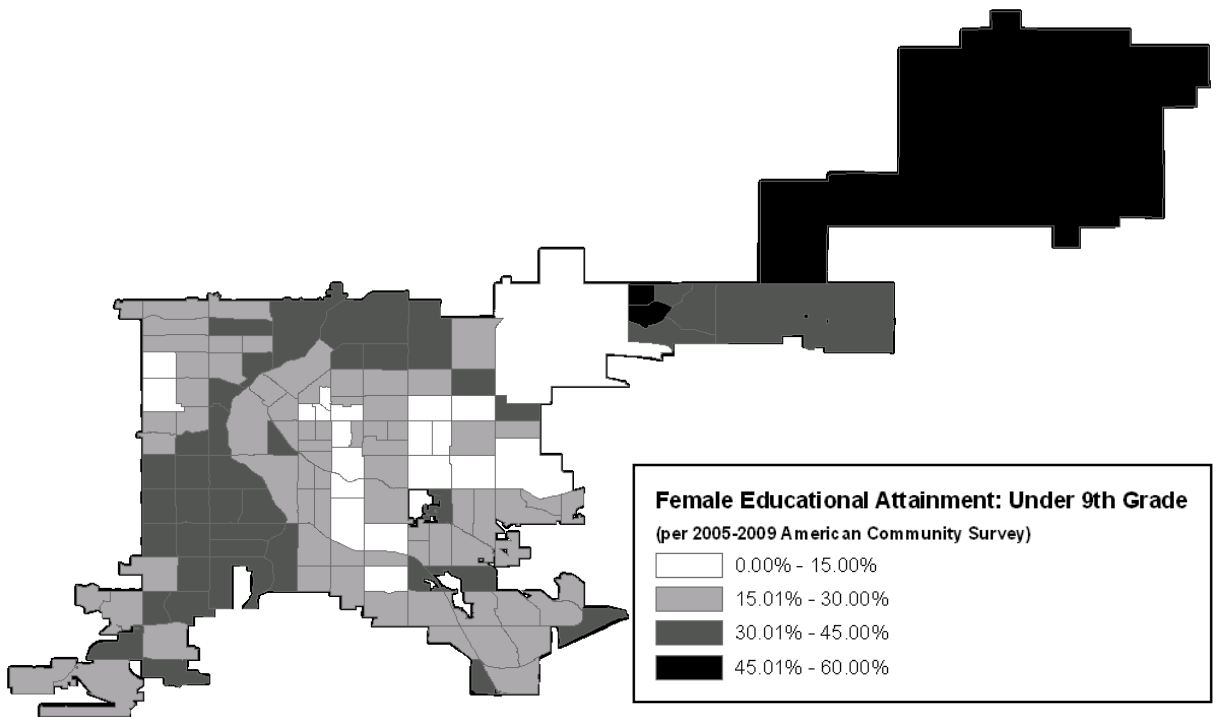 Female Educational Attainment: Under 9th Grade
(per 2005-2009 American Community Survey)
0.00% - 15.00%
15.01% - 30.00%
30.01% - 45.00%
45.01% - 60.00%